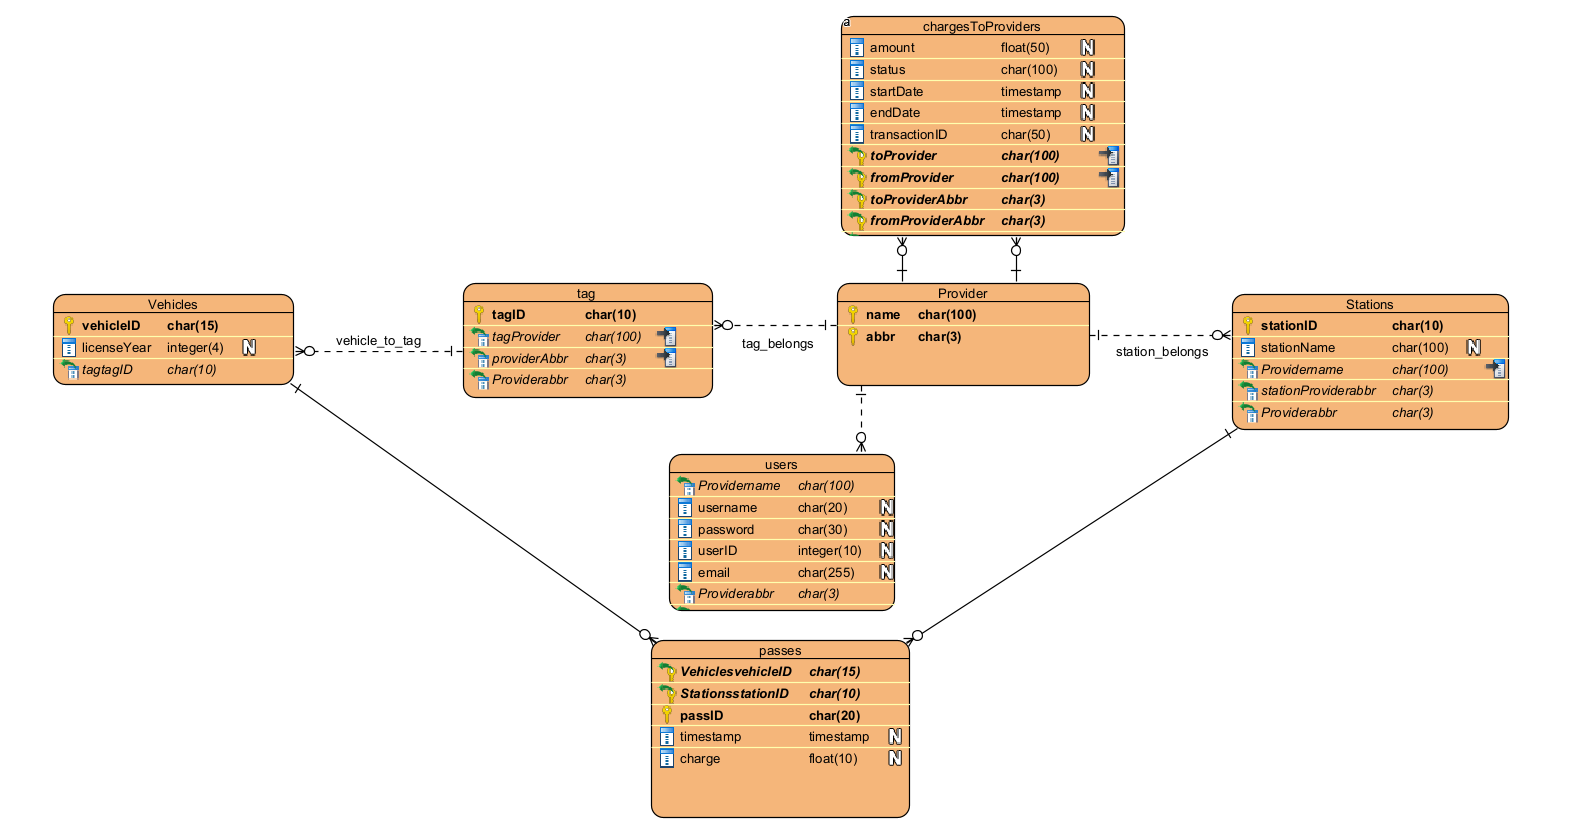 a
chargesToProviders
amount float(50) N
status char(100) N
startDate timestamp N
endDate timestamp N
transactionID char(50) N
toProvider char(100)
fromProvider char(100)
toProviderAbbr char(3)
fromProviderAbbr char(3)
Vehicles
vehicleID char(15)
licenseYear integer(4) N
tagtagID char(10)
vehicle_to_tag
tag
tagID char(10)
tagProvider char(100)
providerAbbr char(3)
Providerabbr char(3)
tag_belongs
Provider
name char(100)
abbr char(3)
station_belongs
Stations
stationID char(10)
stationName char(100) N
Providername char(100)
stationProviderabbr char(3)
Providerabbr char(3)
users
Providername char(100)
username char(20) N
password char(30) N
userID integer(10) N
email char(255) N
Providerabbr char(3)
passes
VehiclesvehicleID char(15)
StationsstationID char(10)
passID char(20)
timestamp timestamp N
charge float(10) N